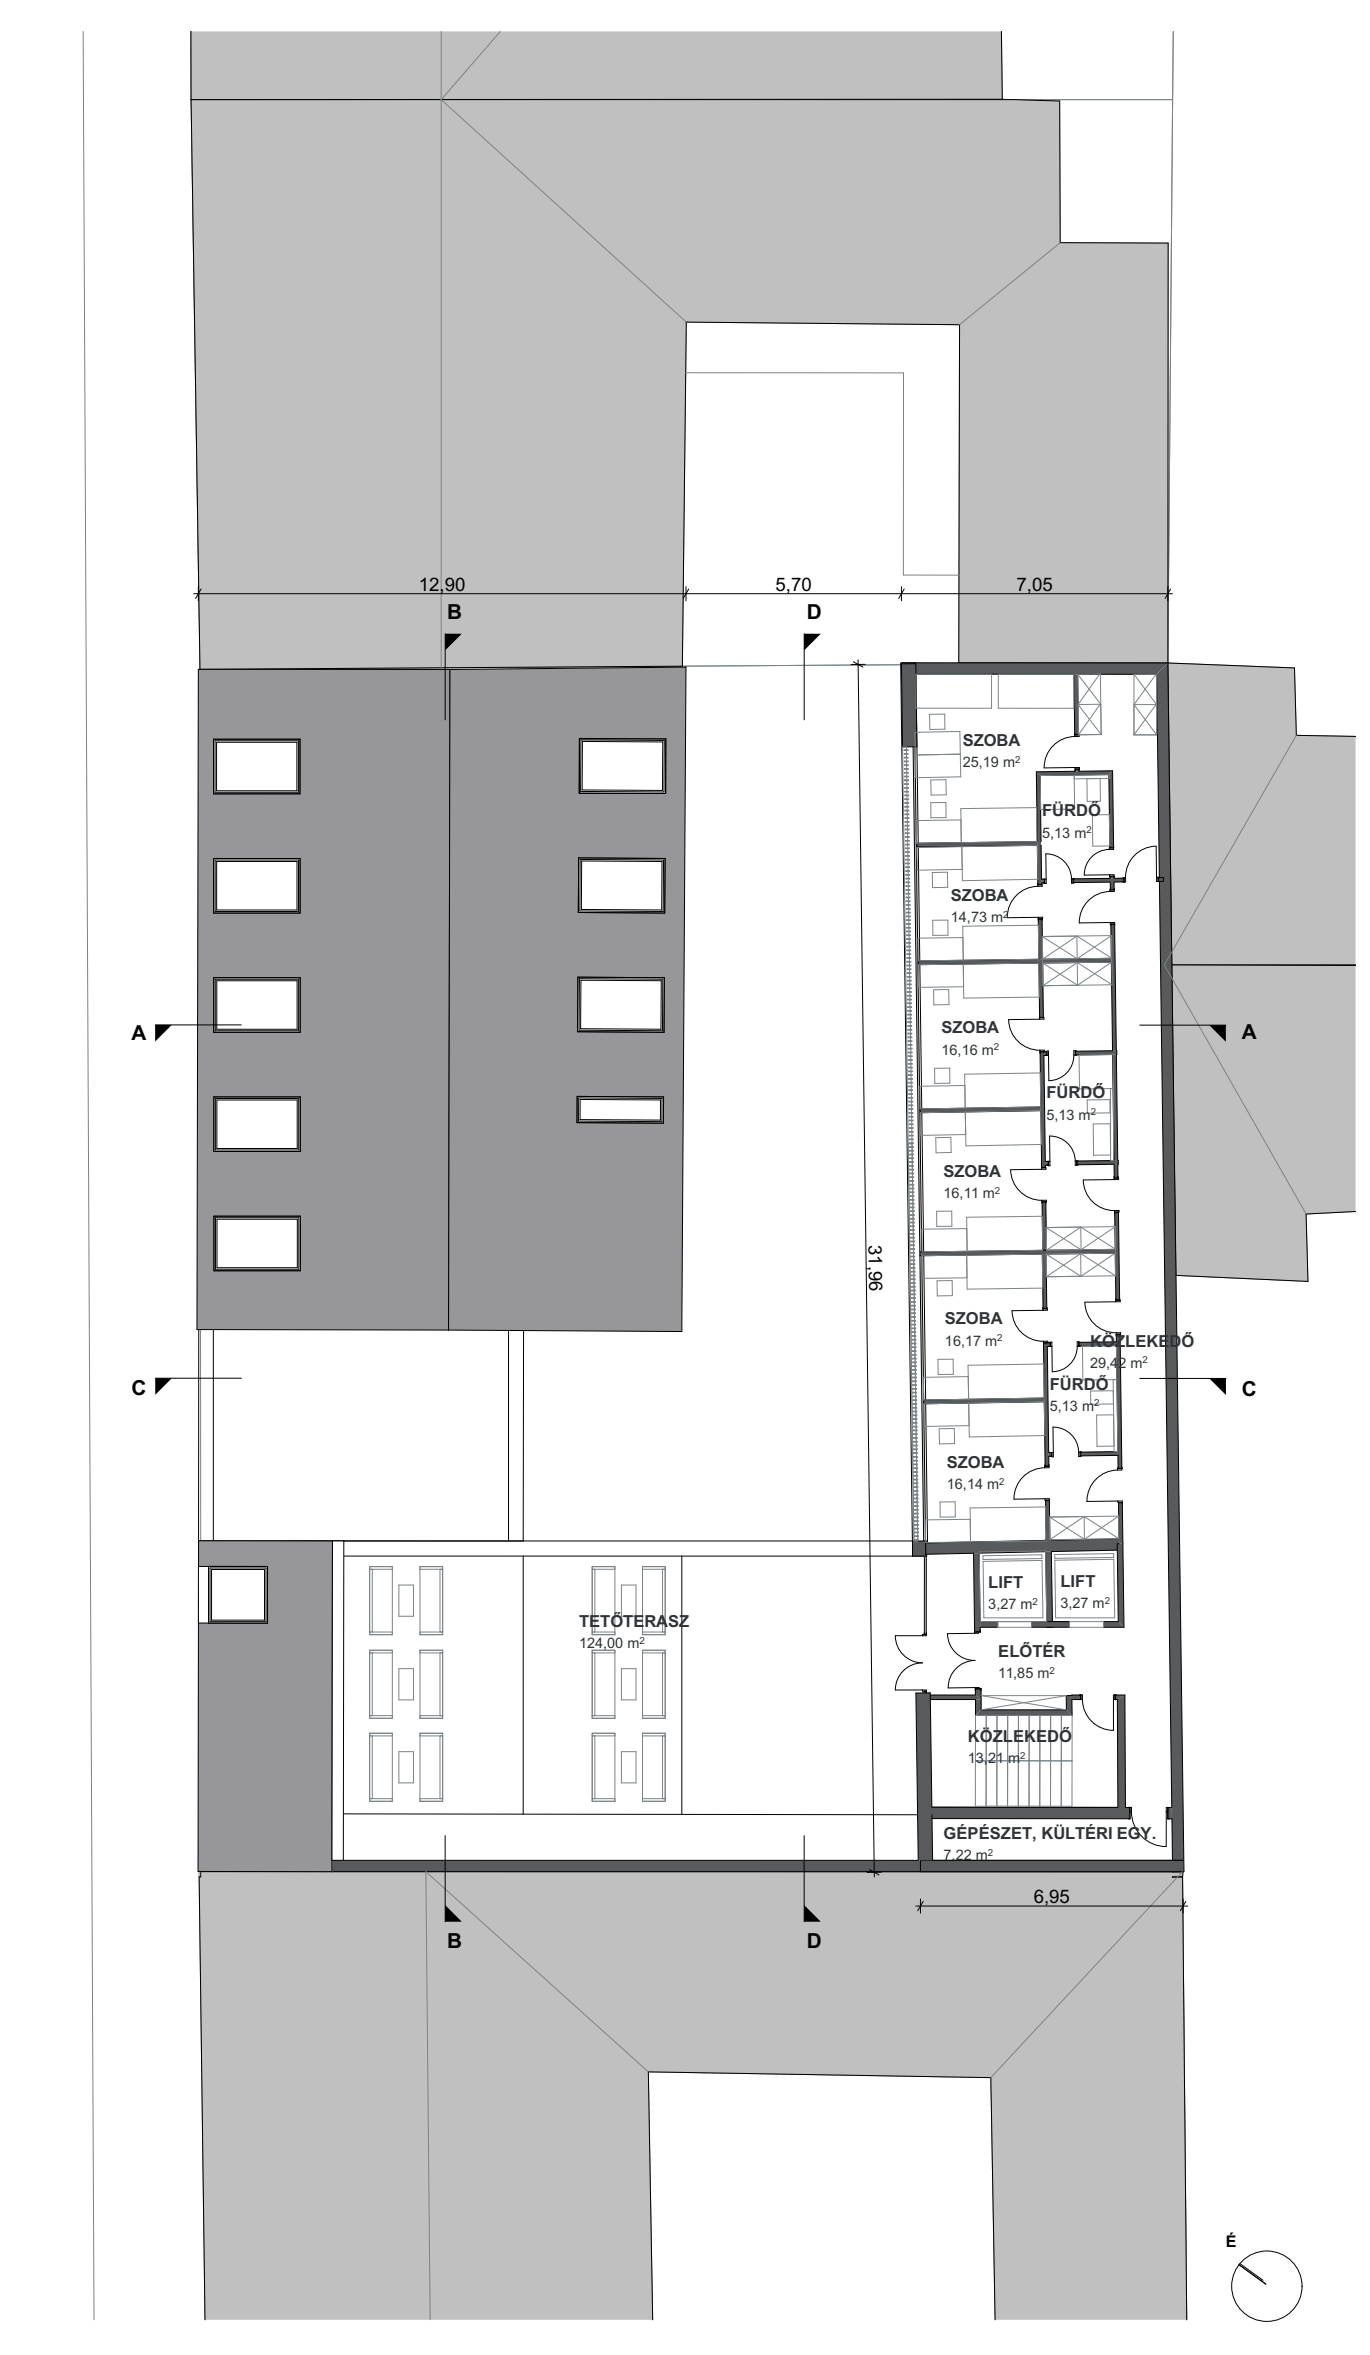 12,90
5,70
7,05
B
D
SZOBA
25,19 m²
FÜRDŐ
5,13 m²
SZOBA
14,73 m²
A
SZOBA
16,16 m²
A
FÜRDŐ
5,13 m²
SZOBA
16,11 m²
31,96
SZOBA
16,17 m²
KÖZLEKEDŐ
29,42 m²
C
FÜRDŐ
5,13 m²
C
SZOBA
16,14 m²
LIFT
3,27 m²
LIFT
3,27 m²
TETŐTERASZ
124,00 m²
ELŐTÉR
11,85 m²
KÖZLEKEDŐ
13,21 m²
GÉPÉSZET, KÜLTÉRI EGY.
7,22 m²
6,95
B
D
É